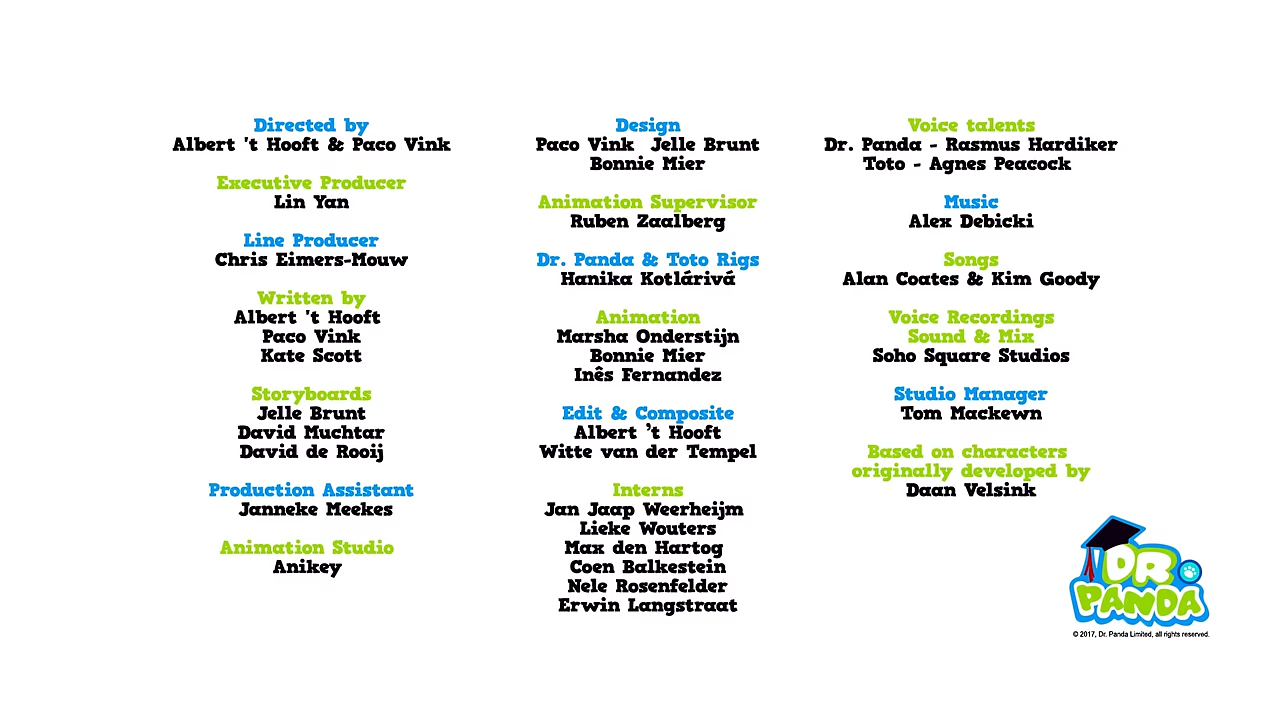 Directed by
Albert 't Hooft & Paco Vink
Executive Producer
Lin Yan
Line Producer
Chris Eimers-Mouw
Written by
Albert 't Hooft
Paco Vink
Kate Scott
Storyboards
Jelle Brunt
David Muchtar
David de Rooij
Production Assistant
Janneke Meekes
Animation Studio
Anikey
Design
Paco Vink Jelle Brunt
Bonnie Mier
Animation Supervisor
Ruben Zaalberg
Dr. Panda & Toto Rigs
Hanika Kotlárivá
Animation
Marsha Onderstijn
Bonnie Mier
Inês Fernandez
Edit & Composite
Albert ’t Hooft
Witte van der Tempel
Interns
Jan Jaap Weerheijm
Lieke Wouters
Max den Hartog
Coen Balkestein
Nele Rosenfelder
Erwin Langstraat
Voice talents
Dr. Panda - Rasmus Hardiker
Toto - Agnes Peacock
Music
Alex Debicki
Songs
Alan Coates & Kim Goody
Voice Recordings
Sound & Mix
Soho Square Studios
Studio Manager
Tom Mackewn
Based on characters
originally developed by
Daan Velsink
DR.
PANDA
© 2017, Dr. Panda Limited, all rights reserved.